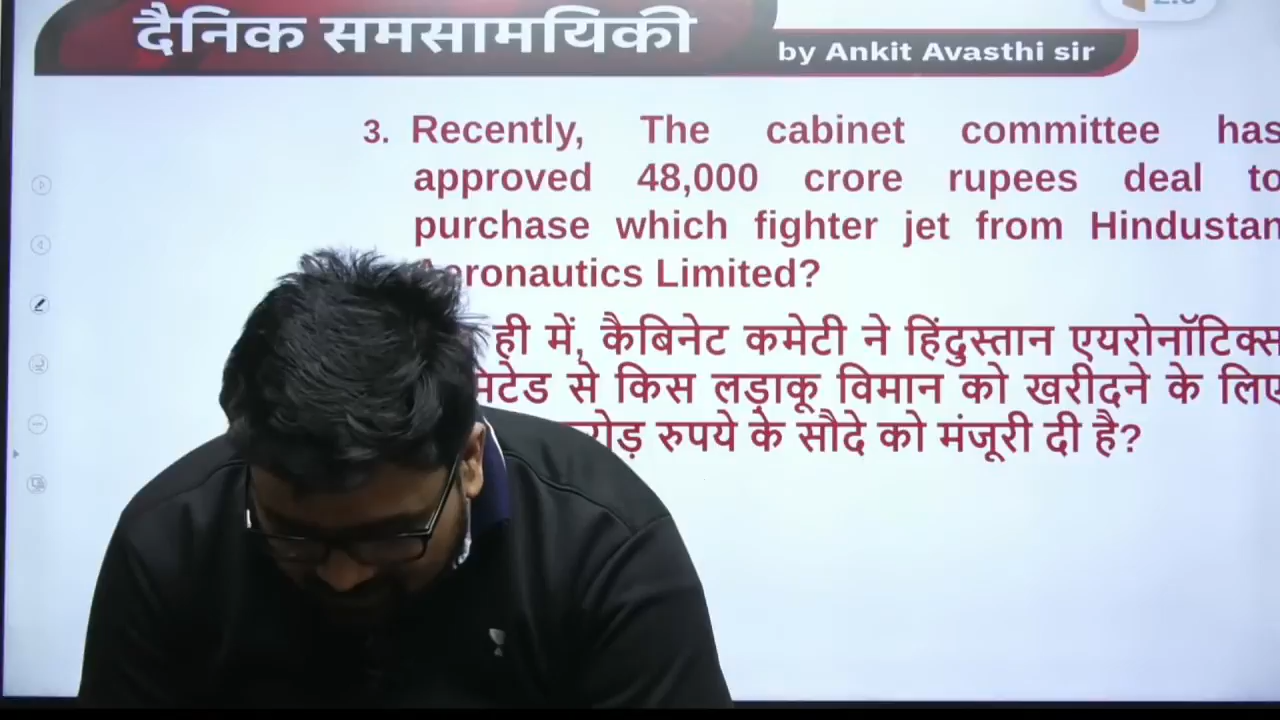 दैनिक समसामयिकी
by Ankit Avasthi sir
3. Recently, The cabinet committee has
approved 48,000 crore rupees deal to
purchase which fighter jet from Hindustan
Aeronautics Limited?
ही में, कैबिनेट कमेटी ने हिंदुस्तान एयरोनॉटिक्स
से किस लड़ाकू विमान को खरीदने के लिए
रुपये के सौदे को मंजूरी दी है?